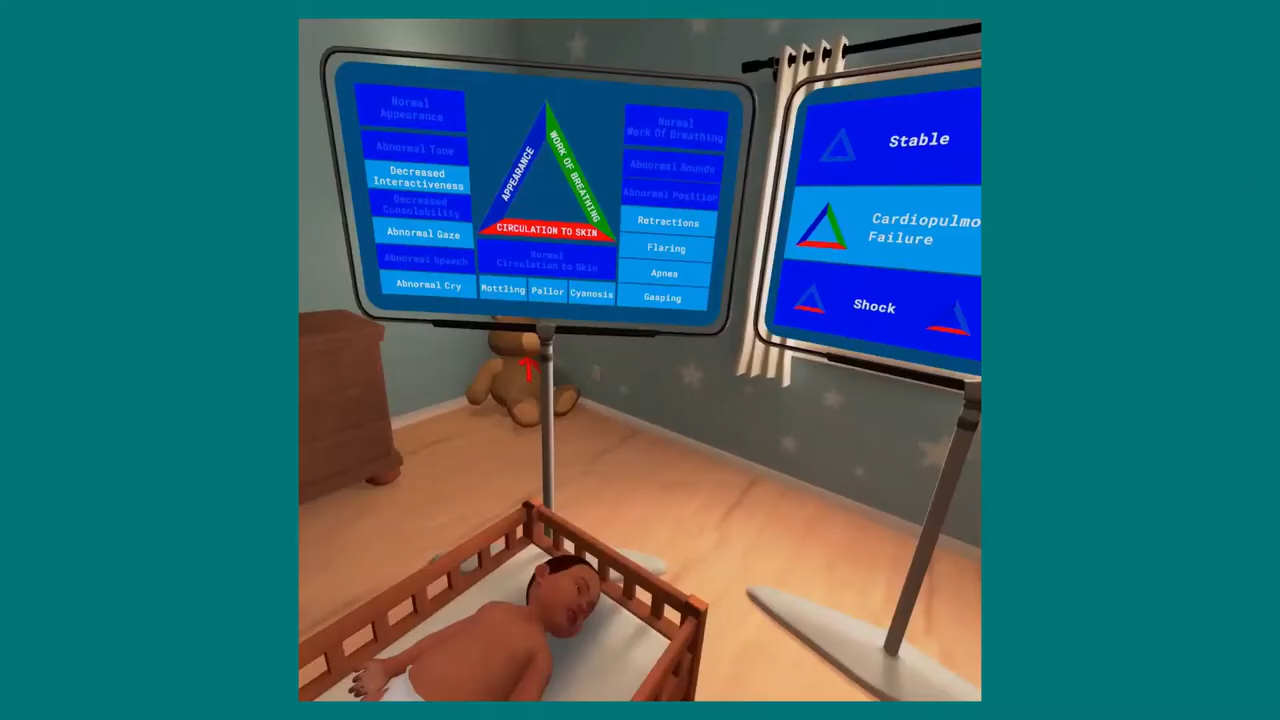 Normal
Appearance
Abnormal Tone
Decreased
Interactiveness
Decreased
Consolability
Abnormal Gaze
Abnormal Speech
Abnormal Cry
APPEARANCE
WORK OF BREATHING
CIRCULATION TO SKIN
Normal
Circulation to Skin
Mottling
Pallor
Cyanosis
Normal
Work Of Breathing
Abnormal Sounds
Abnormal Position
Retractions
Flaring
Apnea
Gasping
Stable
Cardiopulmo
Failure
Shock